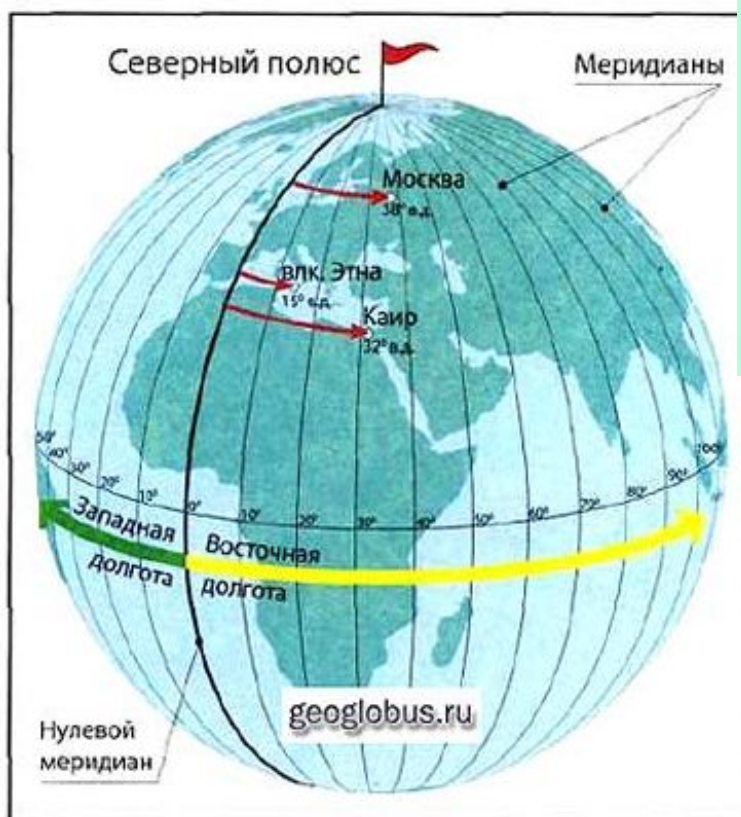 Северный полюс
Меридианы
Москва
38° в.д.
влк. Этна
15° в.д.
Каир
32° в.д.
50°
40°
30°
20°
10°
0°
10°
20°
30°
40°
50°
60°
70°
80°
90°
100°
Западная
долгота
Восточная
долгота
geoglobus.ru
Нулевой
меридиан